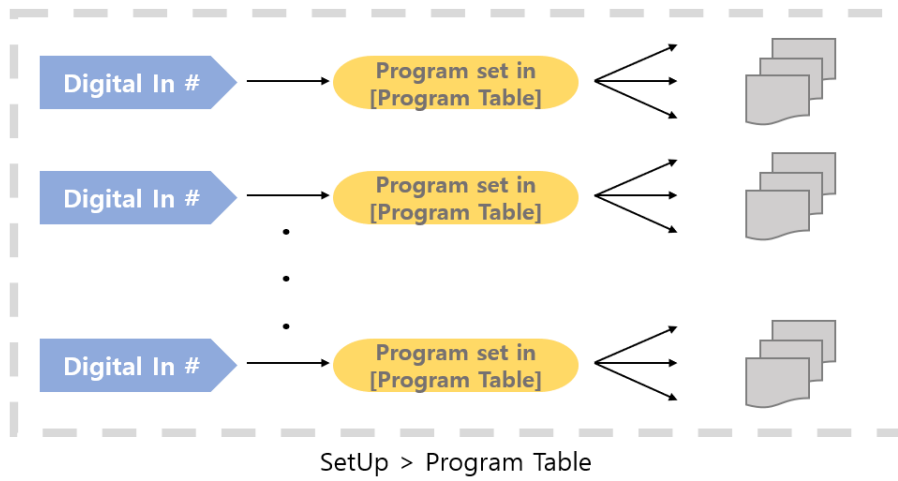 Digital In #
Program set in
[Program Table]
Digital In #
Program set in
[Program Table]
Digital In #
Program set in
[Program Table]
SetUp > Program Table